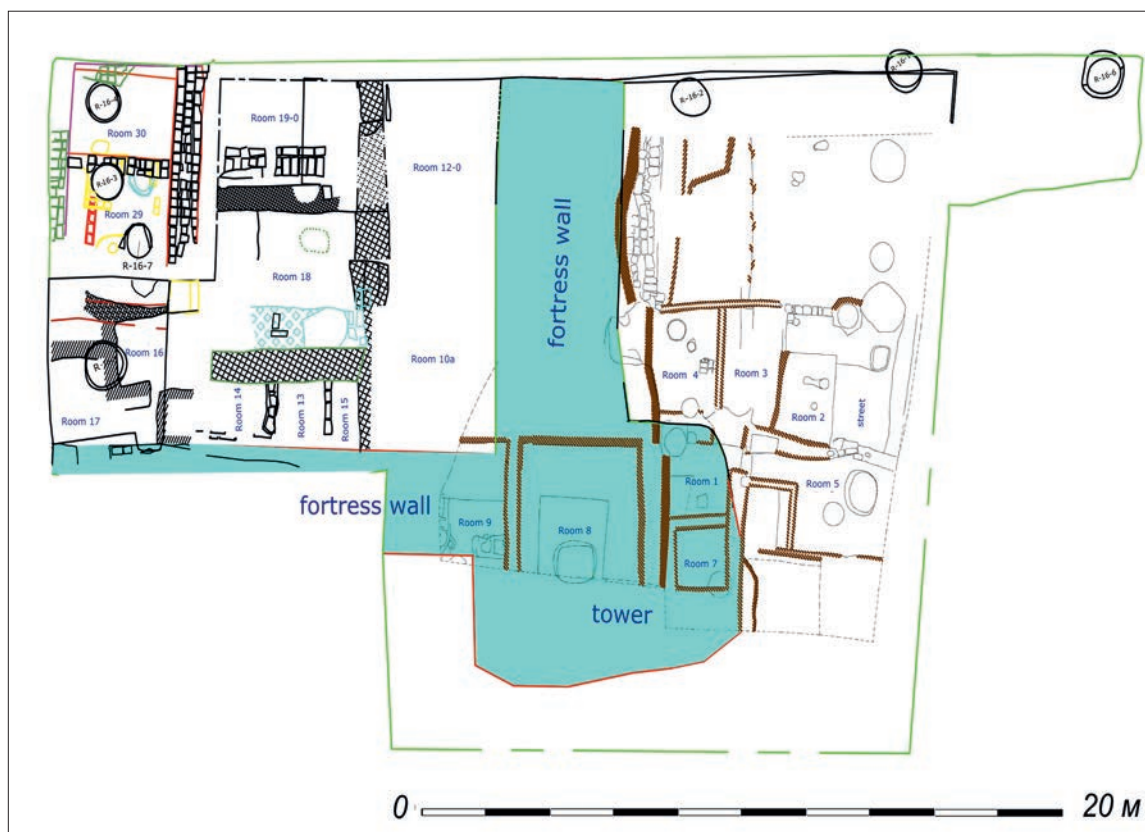 R-16-4
Room 30
R-16-3
Room 29
R-16-7
Room 19-0
Room 12-0
Room 18
Room 10a
Room 16
Room 17
Room 14
Room 13
Room 15
fortress wall
R-16-2
R-16-6
Room 4
Room 3
Room 2
street
Room 1
Room 5
fortress wall
Room 9
Room 8
Room 7
tower
0
20 м